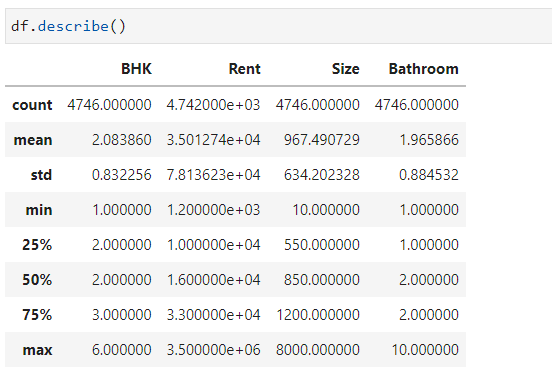 df.describe()
BHK Rent Size Bathroom
count 4746.000000 4.742000e+03 4746.000000 4746.000000
mean 2.083860 3.501274e+04 967.490729 1.965866
std 0.832256 7.813623e+04 634.202328 0.884532
min 1.000000 1.200000e+03 10.000000 1.000000
25% 2.000000 1.000000e+04 550.000000 1.000000
50% 2.000000 1.600000e+04 850.000000 2.000000
75% 3.000000 3.300000e+04 1200.000000 2.000000
max 6.000000 3.500000e+06 8000.000000 10.000000